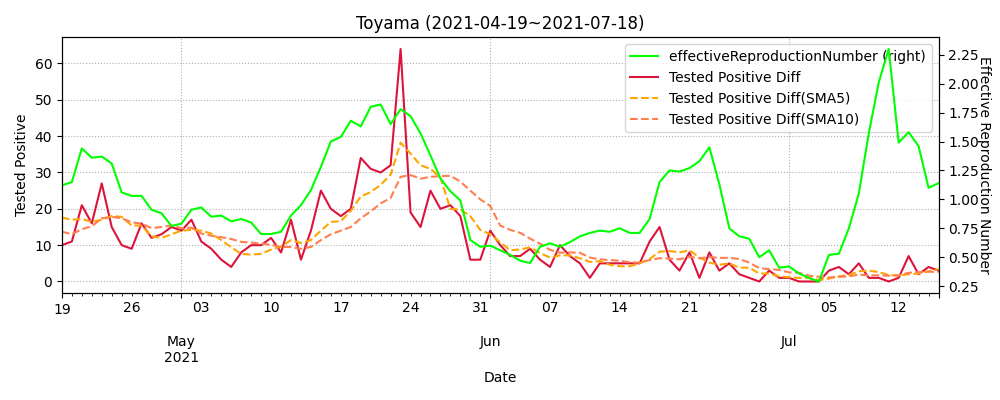 Toyama (2021-04-19~2021-07-18)
effectiveReproductionNumber (right)
Tested Positive Diff
Tested Positive Diff(SMA5)
Tested Positive Diff(SMA10)
Tested Positive
60
50
40
30
20
10
0
2.25
2.00
1.75
1.50
1.25
1.00
0.75
0.50
0.25
Effective Reproduction Number
19 26 03 10 17 24 31 07 14 21 28 05 12
May Jun Jul
2021
Date